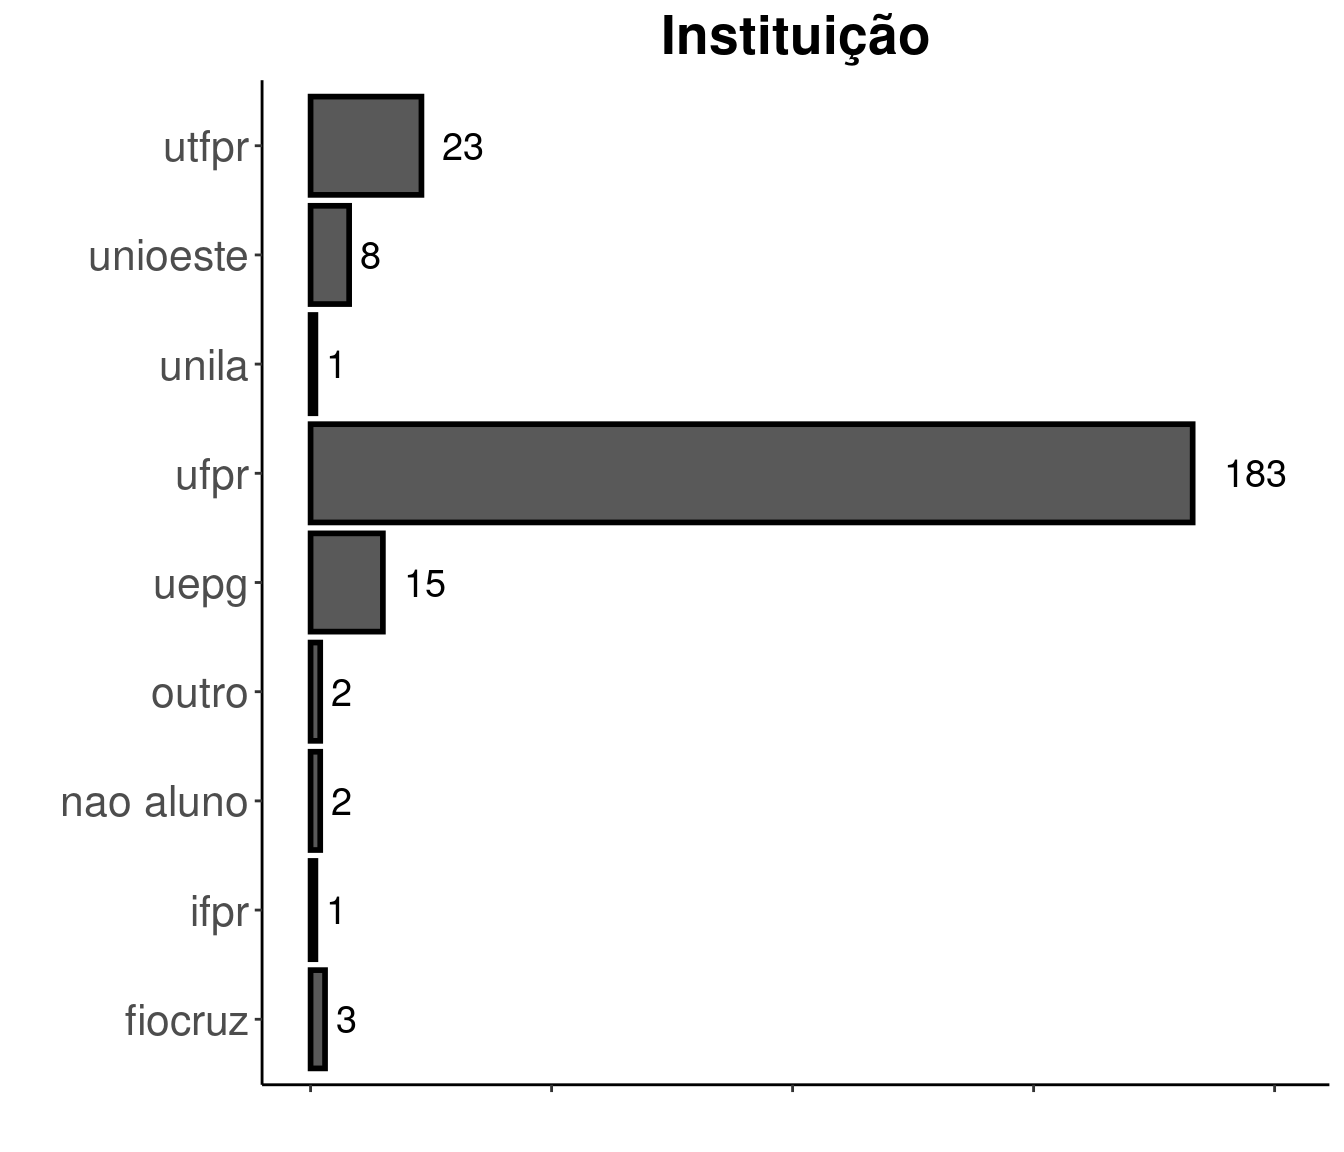 Instituição
utfpr 23
unioeste 8
unila 1
ufpr 183
uepg 15
outro 2
nao aluno 2
ifpr 1
fiocruz 3